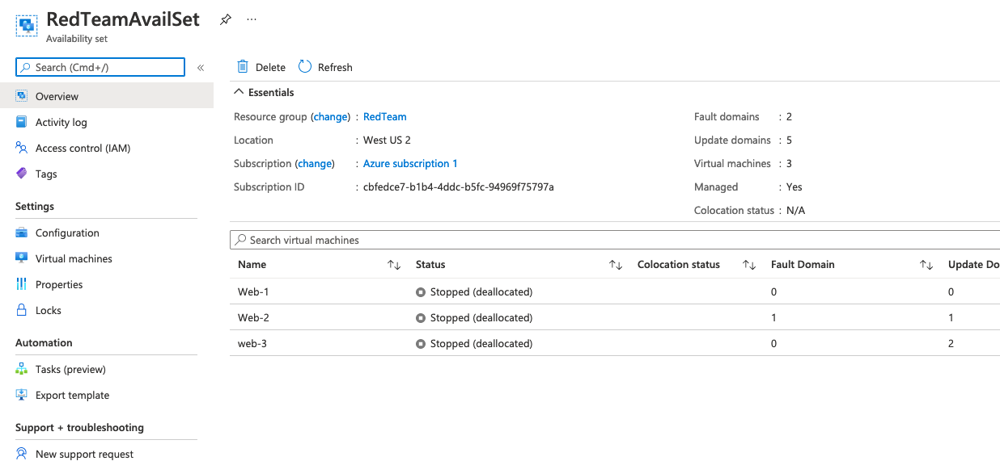 RedTeamAvailSet
Availability set
Search (Cmd+/)
Overview
Activity log
Access control (IAM)
Tags
Settings
Configuration
Virtual machines
Properties
Locks
Automation
Tasks (preview)
Export template
Support + troubleshooting
New support request
Delete Refresh
Essentials
Resource group (change) : RedTeam
Location : West US 2
Subscription (change) : Azure subscription 1
Subscription ID : cbfedce7-b1b4-4ddc-b5fc-94969f75797a
Fault domains : 2
Update domains : 5
Virtual machines : 3
Managed : Yes
Colocation status : N/A
Search virtual machines
Name Status Colocation status Fault Domain Update Do
Web-1 Stopped (deallocated) 0 0
Web-2 Stopped (deallocated) 1 1
web-3 Stopped (deallocated) 0 2